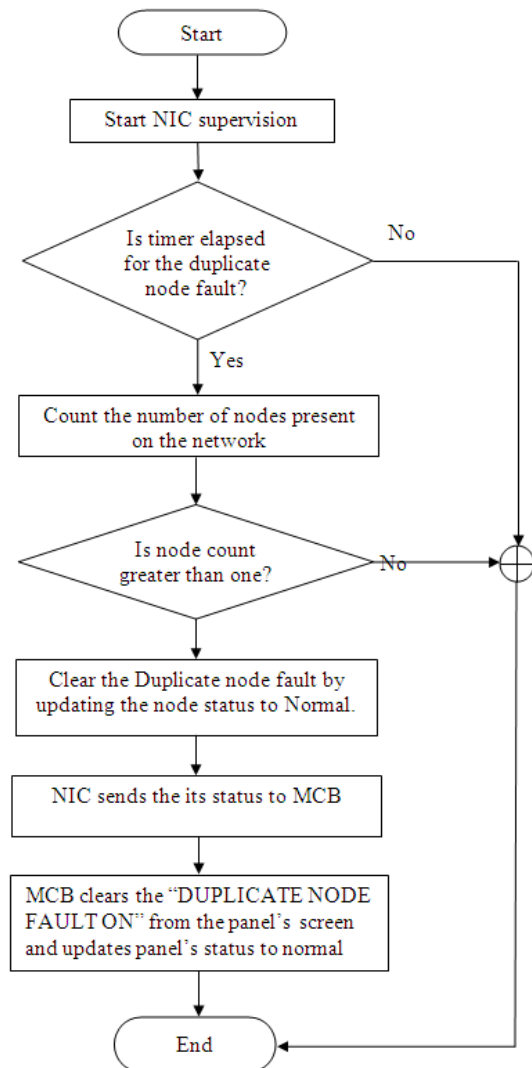 Start
Start NIC supervision
Is timer elapsed
for the duplicate
node fault?
No
Yes
Count the number of nodes present
on the network
Is node count
greater than one?
No
Clear the Duplicate node fault by
updating the node status to Normal.
NIC sends the its status to MCB
MCB clears the “DUPLICATE NODE
FAULT ON” from the panel’s screen
and updates panel’s status to normal
End